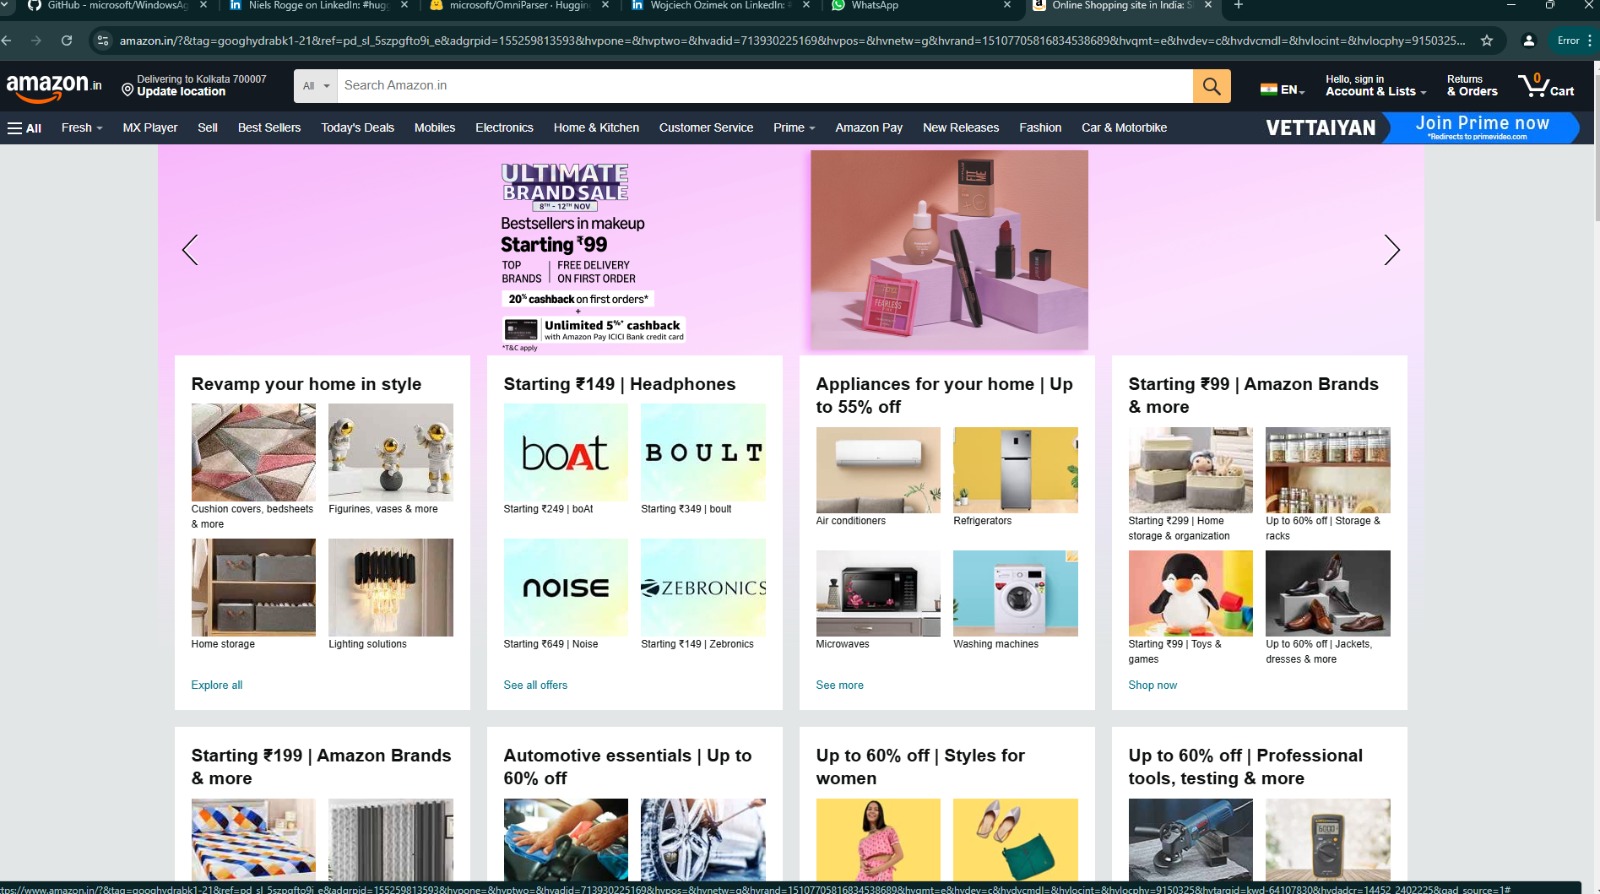 GitHub - microsoft/WindowsAg
Niels Rogge on LinkedIn: #hugg
microsoft/OmniParser · Huggin
Wojciech Ozimek on LinkedIn: #
WhatsApp
Online Shopping site in India: S
amazon.in/?&tag=googhydrabk1-21&ref=pd_sl_5szpgfto9i_e&adgrpid=155259813593&hvpone=&hvptwo=&hvadid=713930225169&hvpos=&hvnetw=g&hvrand=15107705816834538689&hvqmt=e&hvdev=c&hvdvcmdl=&hvlocint=&hvlocphy=9150325...
Error
amazon.in
Delivering to Kolkata 700007
Update location
All
Search Amazon.in
EN
Hello, sign in
Account & Lists
Returns
& Orders
0
Cart
All
Fresh
MX Player
Sell
Best Sellers
Today's Deals
Mobiles
Electronics
Home & Kitchen
Customer Service
Prime
Amazon Pay
New Releases
Fashion
Car & Motorbike
VETTAIYAN
Join Prime now
*Redirects to primevideo.com
ULTIMATE
BRAND SALE
8TH - 12TH NOV
Bestsellers in makeup
Starting ₹99
TOP BRANDS
FREE DELIVERY ON FIRST ORDER
20% cashback on first orders*
+
Unlimited 5%* cashback
with Amazon Pay ICICI Bank credit card
*T&C apply
FIT ME
FEARLESS
Revamp your home in style
Cushion covers, bedsheets
& more
Figurines, vases & more
Home storage
Lighting solutions
Explore all
Starting ₹149 | Headphones
boAt
BOULT
Starting ₹249 | boAt
Starting ₹349 | boult
NOISE
ZEBRONICS
Starting ₹649 | Noise
Starting ₹149 | Zebronics
See all offers
Appliances for your home | Up
to 55% off
Air conditioners
Refrigerators
Microwaves
Washing machines
See more
Starting ₹99 | Amazon Brands
& more
Starting ₹299 | Home
storage & organization
Up to 60% off | Storage &
racks
Starting ₹99 | Toys &
games
Up to 60% off | Jackets,
dresses & more
Shop now
Starting ₹199 | Amazon Brands
& more
Automotive essentials | Up to
60% off
Up to 60% off | Styles for
women
Up to 60% off | Professional
tools, testing & more
ttps://www.amazon.in/?&tag=googhydrabk1-21&ref=pd_sl_5szpgfto9i_e&adgrpid=155259813593&hvpone=&hvptwo=&hvadid=713930225169&hvpos=&hvnetw=g&hvrand=15107705816834538689&hvqmt=e&hvdev=c&hvdvcmdl=&hvlocint=&hvlocphy=9150325&hvtargid=kwd-64107830&hydadcr=14452_2402225&gad_source=1#